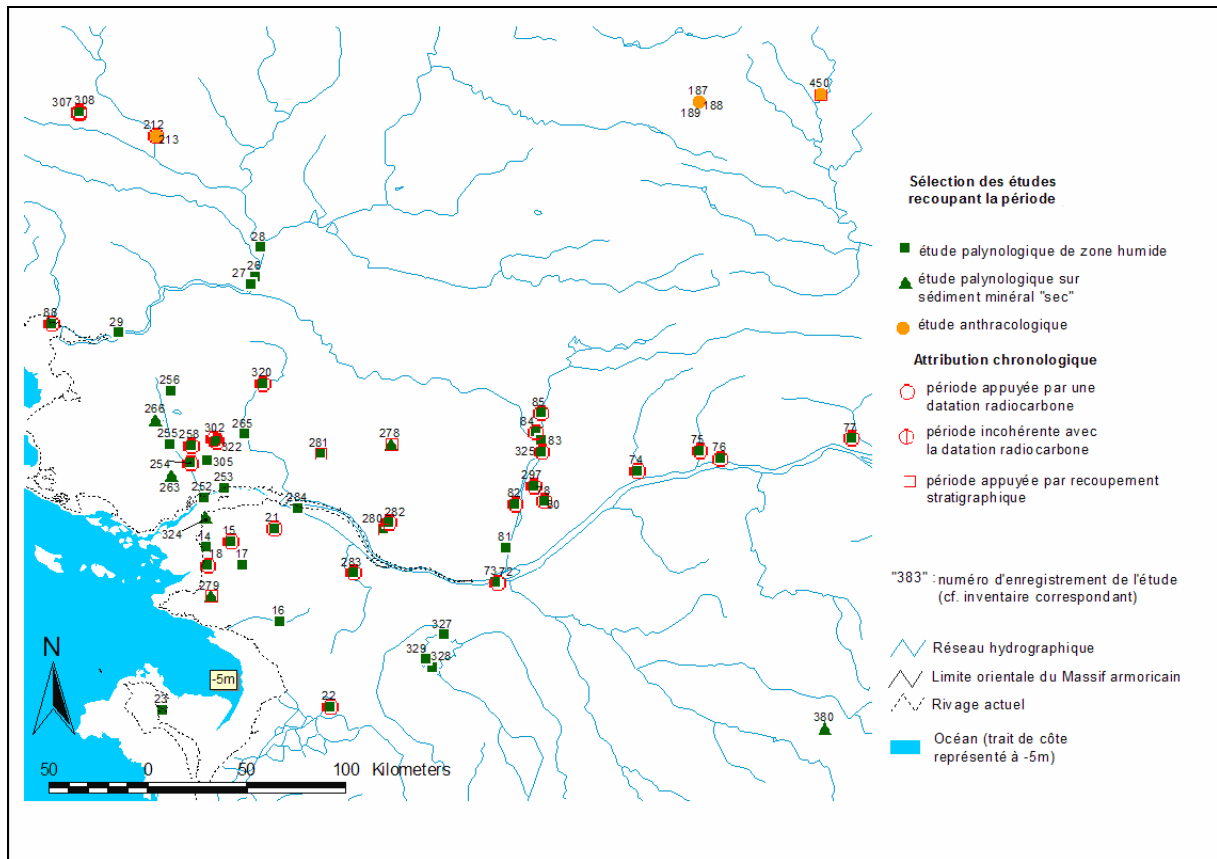 450
187
188
189
307 308
212
213
28
26
27
88
29
320
256
266
85
302
84
258
265
278
77
255
322
83
75
281
325
76
254
305
74
263
253
297
252
78
284
82
80
21
282
280
324
15
14
81
18
17
283
73
72
279
16
327
329
328
N
-5m
23
22
380
50 0 50 100 Kilometers
Sélection des études
recoupant la période
étude palynologique de zone humide
étude palynologique sur
sédiment minéral "sec"
étude anthracologique
Attribution chronologique
période appuyée par une
datation radiocarbone
période incohérente avec
la datation radiocarbone
période appuyée par recoupement
stratigraphique
"383" : numéro d'enregistrement de l'étude
(cf. inventaire correspondant)
Réseau hydrographique
Limite orientale du Massif armoricain
Rivage actuel
Océan (trait de côte
représenté à -5m)